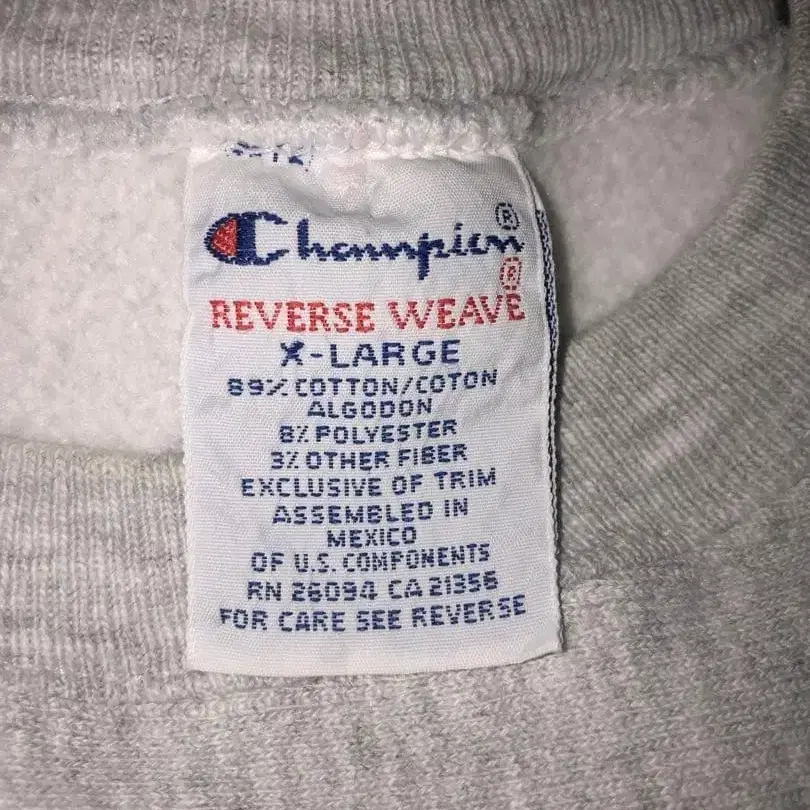 Champion ®
REVERSE WEAVE ®
X-LARGE
89% COTTON/COTON
ALGODON
8% POLYESTER
3% OTHER FIBER
EXCLUSIVE OF TRIM
ASSEMBLED IN
MEXICO
OF U.S. COMPONENTS
RN 26094 CA 21356
FOR CARE SEE REVERSE